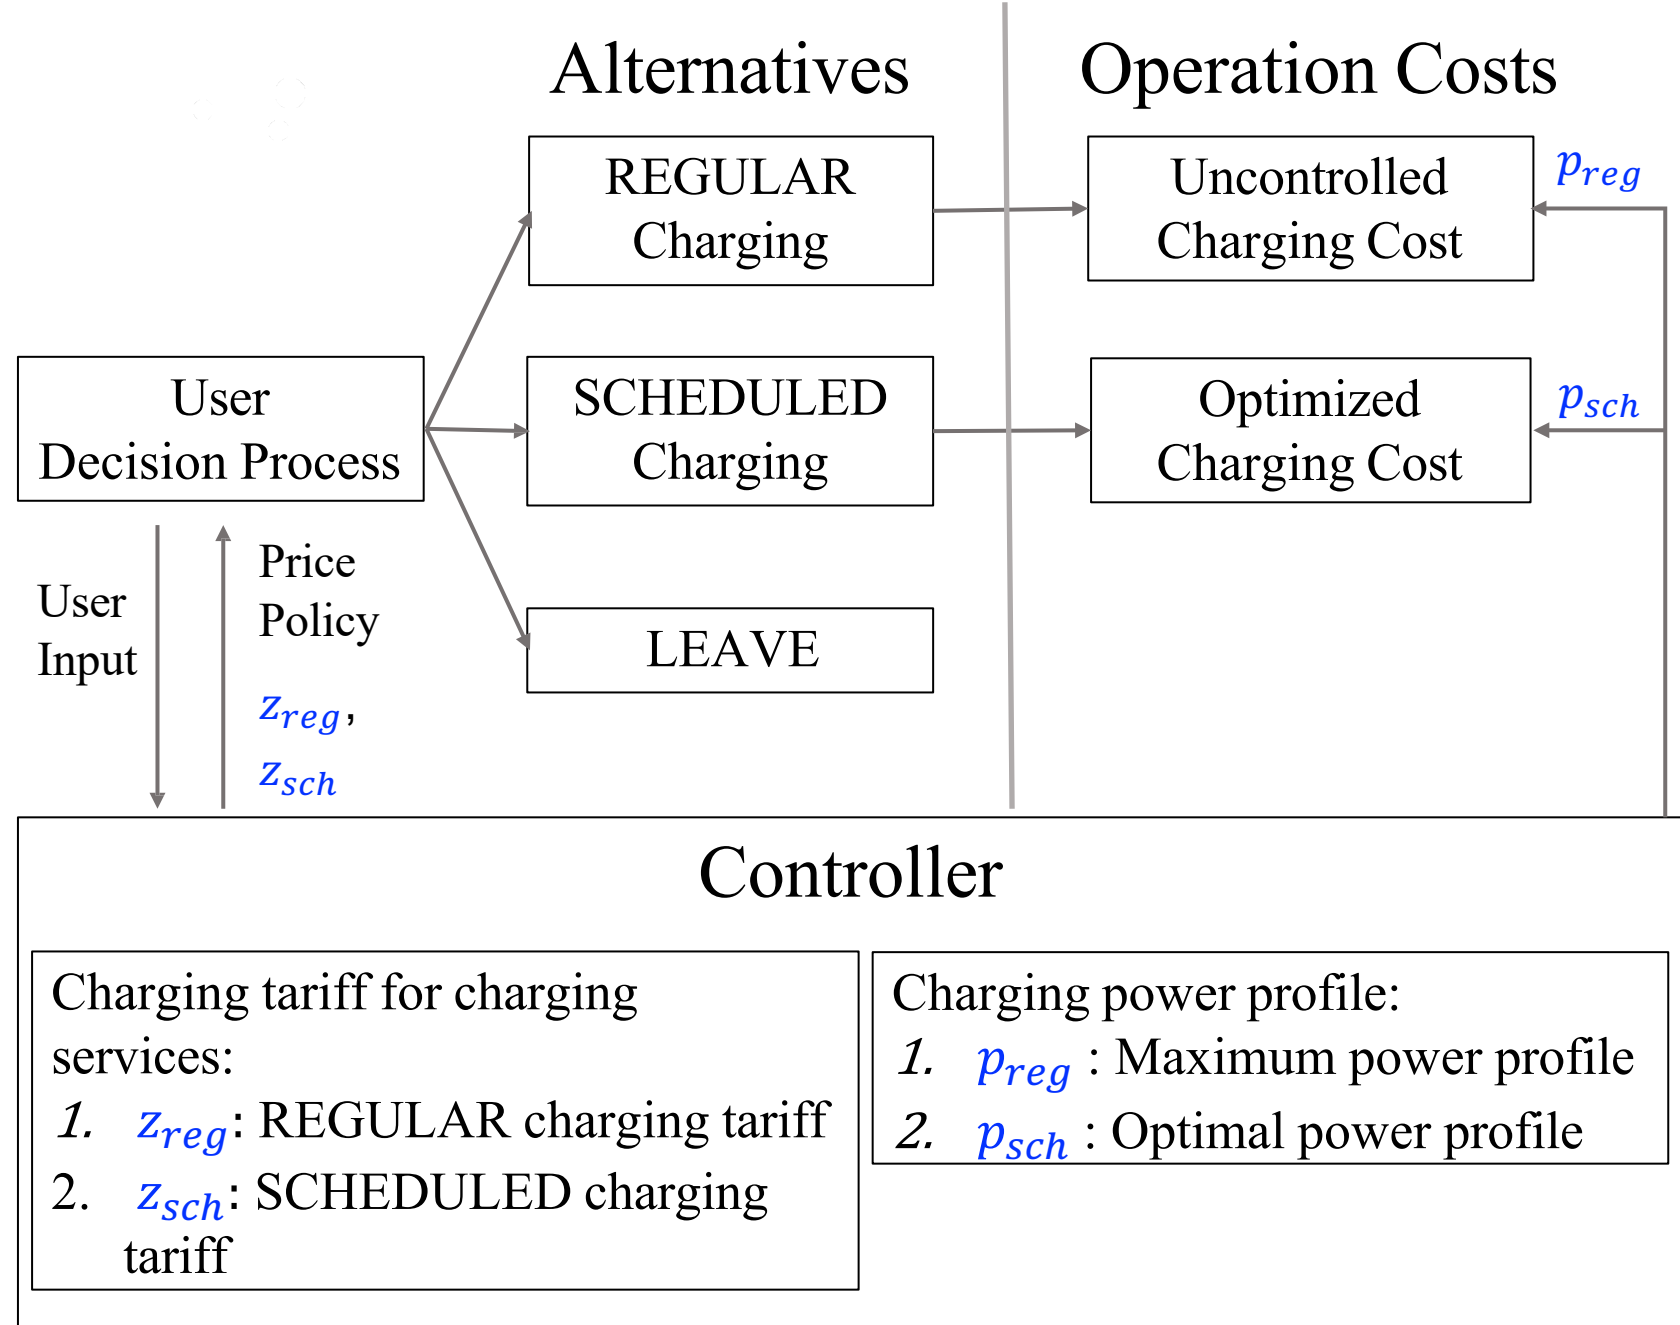 Alternatives
Operation Costs
REGULAR
Charging
Uncontrolled
Charging Cost
p_reg
User
Decision Process
SCHEDULED
Charging
Optimized
Charging Cost
p_sch
LEAVE
User
Input
Price
Policy
z_reg,
z_sch
Controller
Charging tariff for charging
services:
1. z_reg: REGULAR charging tariff
2. z_sch: SCHEDULED charging
tariff
Charging power profile:
1. p_reg : Maximum power profile
2. p_sch : Optimal power profile